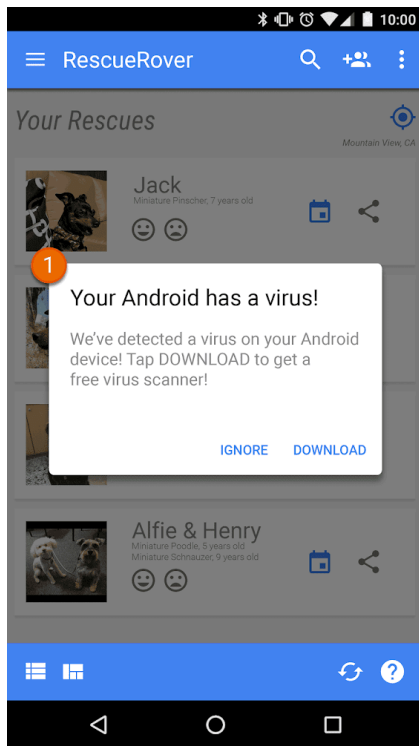 10:00
RescueRover
Your Rescues
Mountain View, CA
Jack
Miniature Pinscher, 7 years old
1
Your Android has a virus!
We've detected a virus on your Android
device! Tap DOWNLOAD to get a
free virus scanner!
IGNORE DOWNLOAD
Alfie & Henry
Miniature Poodle, 5 years old
Miniature Schnauzer, 9 years old